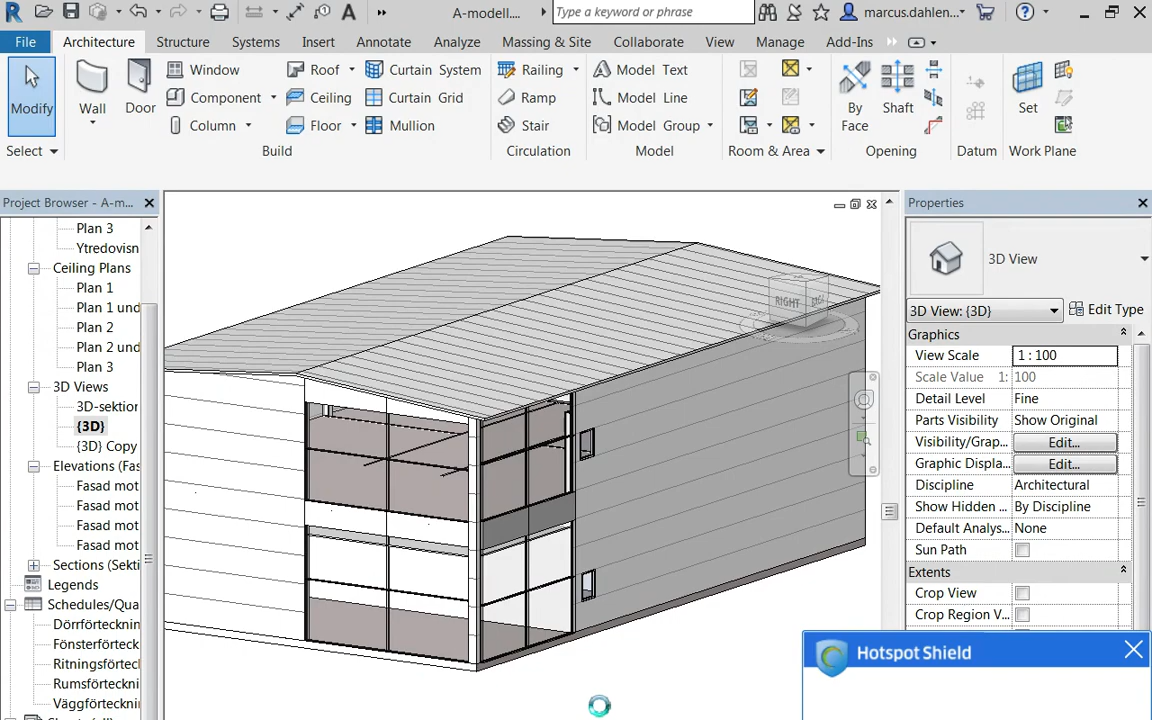 A-modell....
Type a keyword or phrase
marcus.dahlen...
File
Architecture
Structure
Systems
Insert
Annotate
Analyze
Massing & Site
Collaborate
View
Manage
Add-Ins
Modify
Wall
Door
Window
Component
Column
Roof
Ceiling
Floor
Curtain System
Curtain Grid
Mullion
Railing
Ramp
Stair
Model Text
Model Line
Model Group
By
Face
Shaft
Set
Select
Build
Circulation
Model
Room & Area
Opening
Datum
Work Plane
Project Browser - A-m...
Plan 3
Ytredovisn
Ceiling Plans
Plan 1
Plan 1 und
Plan 2
Plan 2 und
Plan 3
3D Views
3D-sektion
{3D}
{3D} Copy
Elevations (Fas
Fasad mot
Fasad mot
Fasad mot
Fasad mot
Sections (Sekti
Legends
Schedules/Qua
Dörrförteckni
Fönsterförteck
Ritningsförteck
Rumsförteckni
Väggförteckni
RIGHT
Properties
3D View
3D View: {3D}
Edit Type
Graphics
View Scale
1 : 100
Scale Value 1:
100
Detail Level
Fine
Parts Visibility
Show Original
Visibility/Grap...
Edit...
Graphic Displa...
Edit...
Discipline
Architectural
Show Hidden ...
By Discipline
Default Analys...
None
Sun Path
Extents
Crop View
Crop Region V...
Hotspot Shield